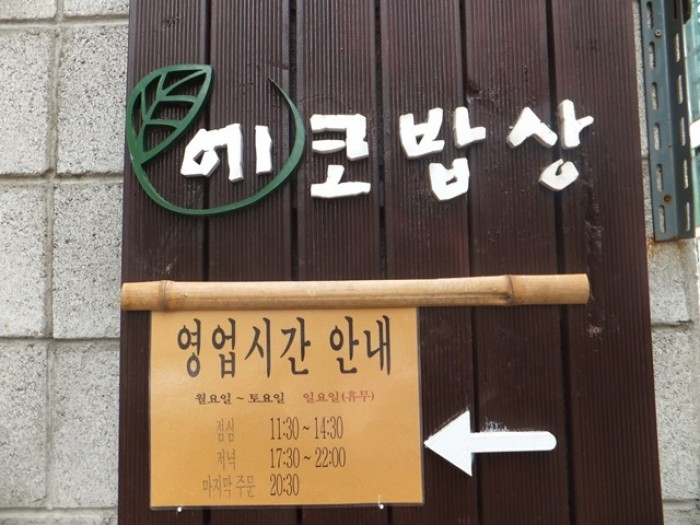 에코밥상
영업시간 안내
월요일 ~ 토요일 일요일(휴무)
점심 11:30 ~ 14:30
저녁 17:30 ~ 22:00
마지막 주문 20:30